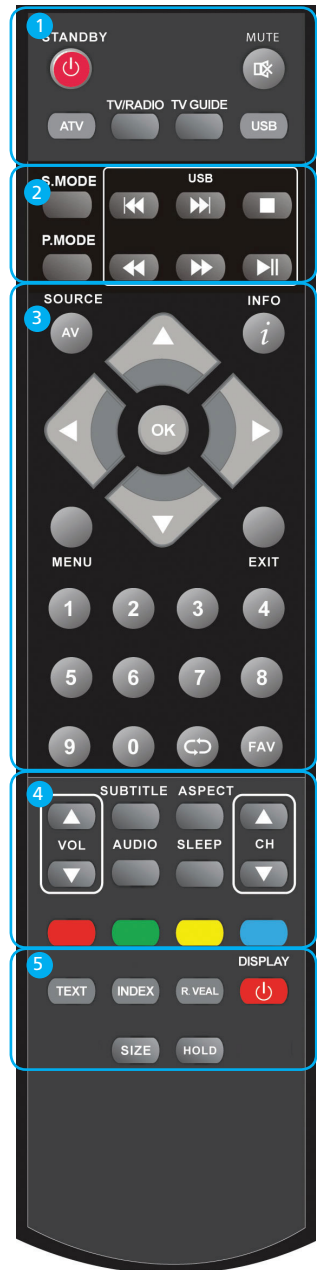 1
STANDBY MUTE
TV/RADIO TV GUIDE
ATV USB
2
S.MODE USB
P.MODE
3
SOURCE INFO
AV i
OK
MENU EXIT
1 2 3 4
5 6 7 8
9 0 FAV
4
SUBTITLE ASPECT
VOL AUDIO SLEEP CH
5
DISPLAY
TEXT INDEX R.VEAL
SIZE HOLD